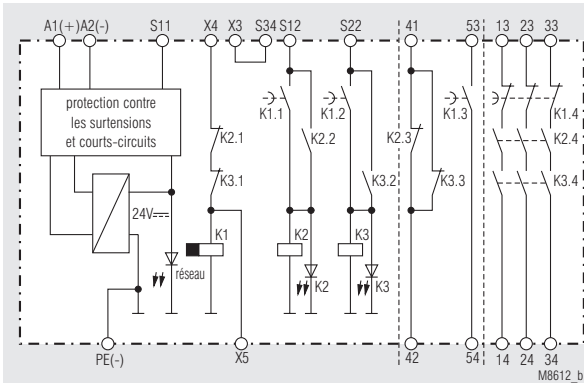 A1(+) A2(-) S11 X4 X3 S34 S12 S22 41 53 13 23 33
protection contre
les surtensions
et courts-circuits
K1.1 K1.2 K1.3 K1.4
K2.1 K2.2 K2.3 K2.4
K3.1 K3.2 K3.3 K3.4
24V
K1 K2 K3
réseau
K2 K3
PE(-) X5 42 54 14 24 34
M8612_b